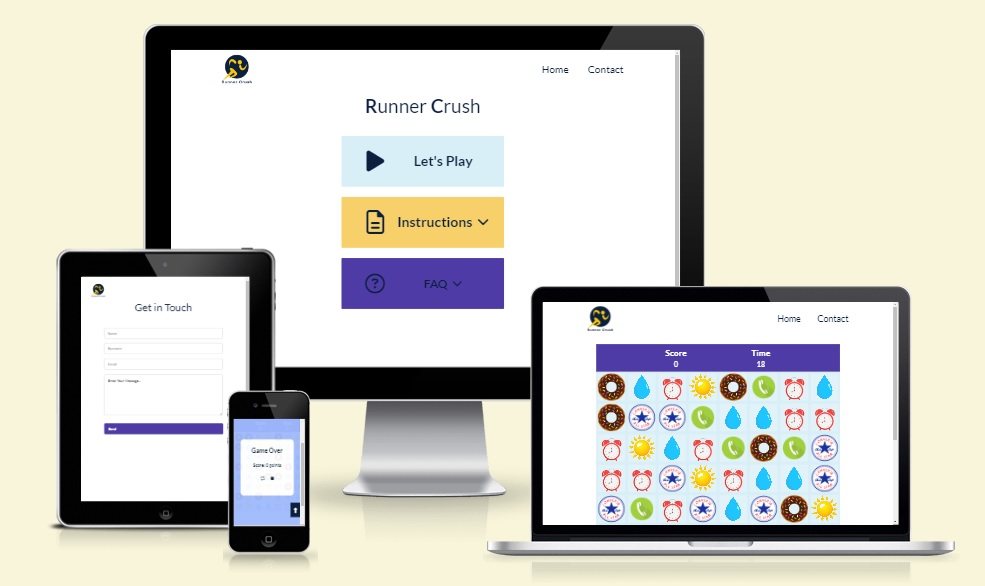 Runner Crush
Home
Contact
Runner Crush
Let's Play
Instructions
FAQ
Get in Touch
Name
Email
Enter Your Message...
Send
Game Over
Score: 0 points
Runner Crush
Home
Contact
Score
Time
0
18